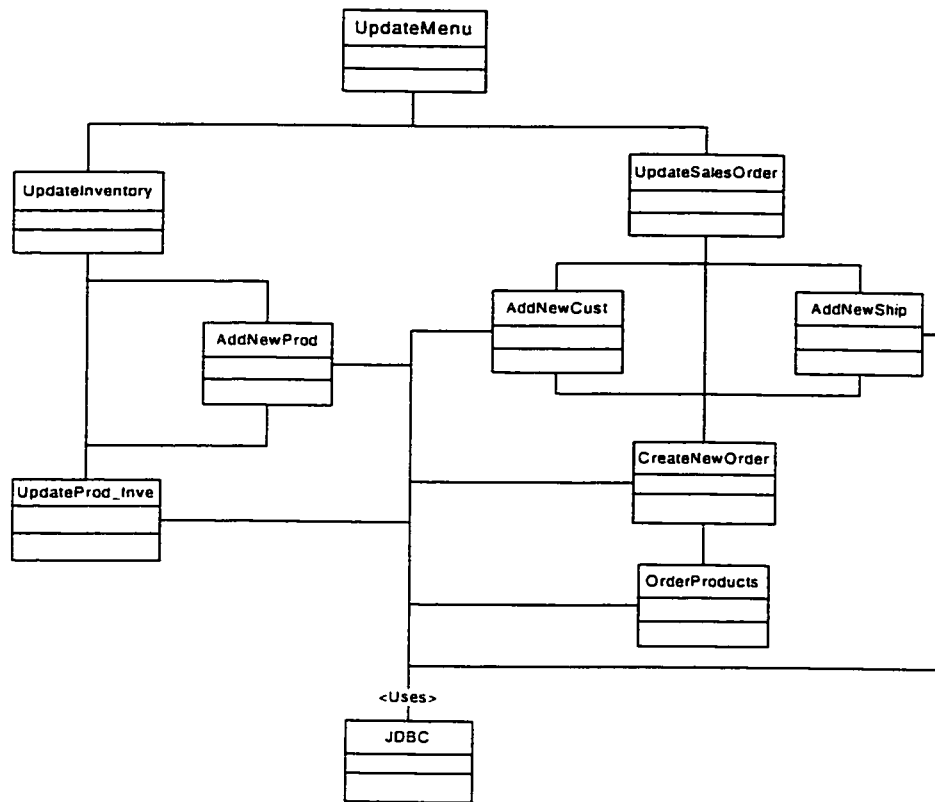 UpdateMenu
UpdateInventory
UpdateSalesOrder
AddNewProd
AddNewCust
AddNewShip
UpdateProd_Inve
CreateNewOrder
OrderProducts
<Uses>
JDBC